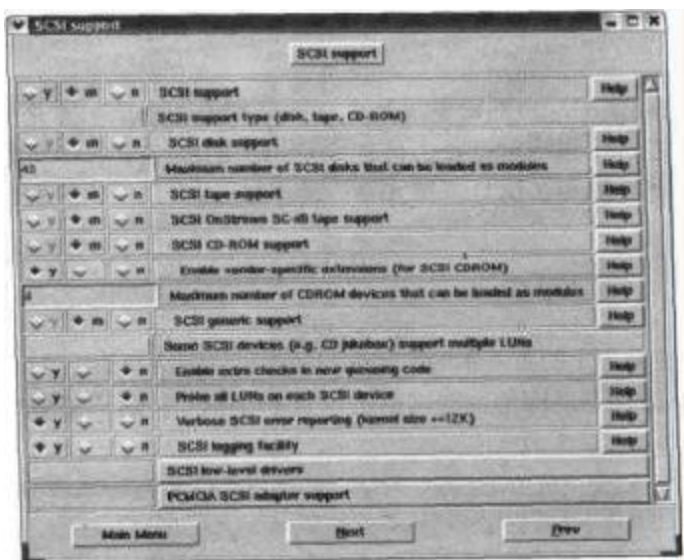 SCSI support
SCSI support
y m n SCSI support Help
SCSI support type (disk, tape, CD-ROM)
y m n SCSI disk support Help
40 Maximum number of SCSI disks that can be loaded as modules Help
y m n SCSI tape support Help
y m n SCSI OnStream SC-x0 tape support Help
y m n SCSI CD-ROM support Help
y n Enable vendor-specific extensions (for SCSI CDROM) Help
Maximum number of CDROM devices that can be loaded as modules Help
y m n SCSI generic support Help
Some SCSI devices (e.g. CD jukebox) support multiple LUNs
y n Enable extra checks in new queueing code Help
y n Probe all LUNs on each SCSI device Help
y n Verbose SCSI error reporting (kernel size +=12K) Help
y n SCSI logging facility Help
SCSI low-level drivers
PCMCIA SCSI adapter support
Main Menu Next Prev